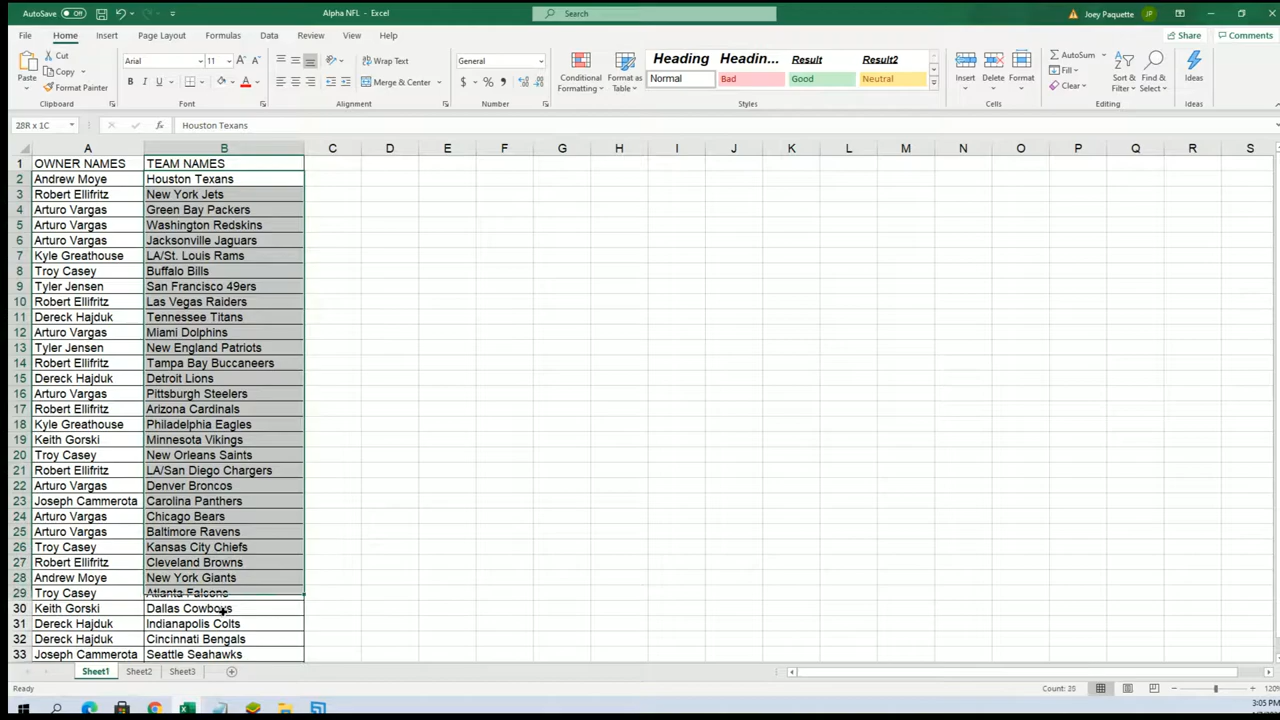 AutoSave Off
Alpha NFL - Excel
Search
Joey Paquette JP
File Home Insert Page Layout Formulas Data Review View Help Share Comments
Paste
Cut
Copy
Format Painter
Clipboard
Arial 11
B I U
Font
Wrap Text
Merge & Center
Alignment
General
$ %
Number
Conditional Formatting
Format as Table
Heading Headin... Result Result2
Normal Bad Good Neutral
Styles
Insert Delete Format
Cells
AutoSum
Fill
Clear
Sort & Filter
Find & Select
Editing
Ideas
Ideas
28R x 1C fx Houston Texans
A B C D E F G H I J K L M N O P Q R S
1 OWNER NAMES TEAM NAMES
2 Andrew Moye Houston Texans
3 Robert Ellifritz New York Jets
4 Arturo Vargas Green Bay Packers
5 Arturo Vargas Washington Redskins
6 Arturo Vargas Jacksonville Jaguars
7 Kyle Greathouse LA/St. Louis Rams
8 Troy Casey Buffalo Bills
9 Tyler Jensen San Francisco 49ers
10 Robert Ellifritz Las Vegas Raiders
11 Dereck Hajduk Tennessee Titans
12 Arturo Vargas Miami Dolphins
13 Tyler Jensen New England Patriots
14 Robert Ellifritz Tampa Bay Buccaneers
15 Dereck Hajduk Detroit Lions
16 Arturo Vargas Pittsburgh Steelers
17 Robert Ellifritz Arizona Cardinals
18 Kyle Greathouse Philadelphia Eagles
19 Keith Gorski Minnesota Vikings
20 Troy Casey New Orleans Saints
21 Robert Ellifritz LA/San Diego Chargers
22 Arturo Vargas Denver Broncos
23 Joseph Cammerota Carolina Panthers
24 Arturo Vargas Chicago Bears
25 Arturo Vargas Baltimore Ravens
26 Troy Casey Kansas City Chiefs
27 Robert Ellifritz Cleveland Browns
28 Andrew Moye New York Giants
29 Troy Casey Atlanta Falcons
30 Keith Gorski Dallas Cowboys
31 Dereck Hajduk Indianapolis Colts
32 Dereck Hajduk Cincinnati Bengals
33 Joseph Cammerota Seattle Seahawks
Sheet1 Sheet2 Sheet3
Ready
Count: 28
120%
3:05 PM